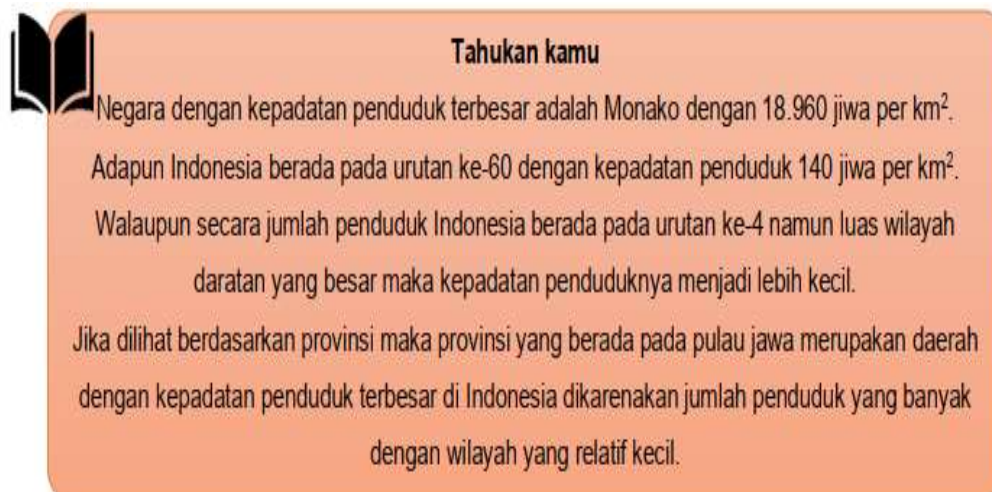 Tahukan kamu
Negara dengan kepadatan penduduk terbesar adalah Monako dengan 18.960 jiwa per km².
Adapun Indonesia berada pada urutan ke-60 dengan kepadatan penduduk 140 jiwa per km².
Walaupun secara jumlah penduduk Indonesia berada pada urutan ke-4 namun luas wilayah
daratan yang besar maka kepadatan penduduknya menjadi lebih kecil.
Jika dilihat berdasarkan provinsi maka provinsi yang berada pada pulau jawa merupakan daerah
dengan kepadatan penduduk terbesar di Indonesia dikarenakan jumlah penduduk yang banyak
dengan wilayah yang relatif kecil.